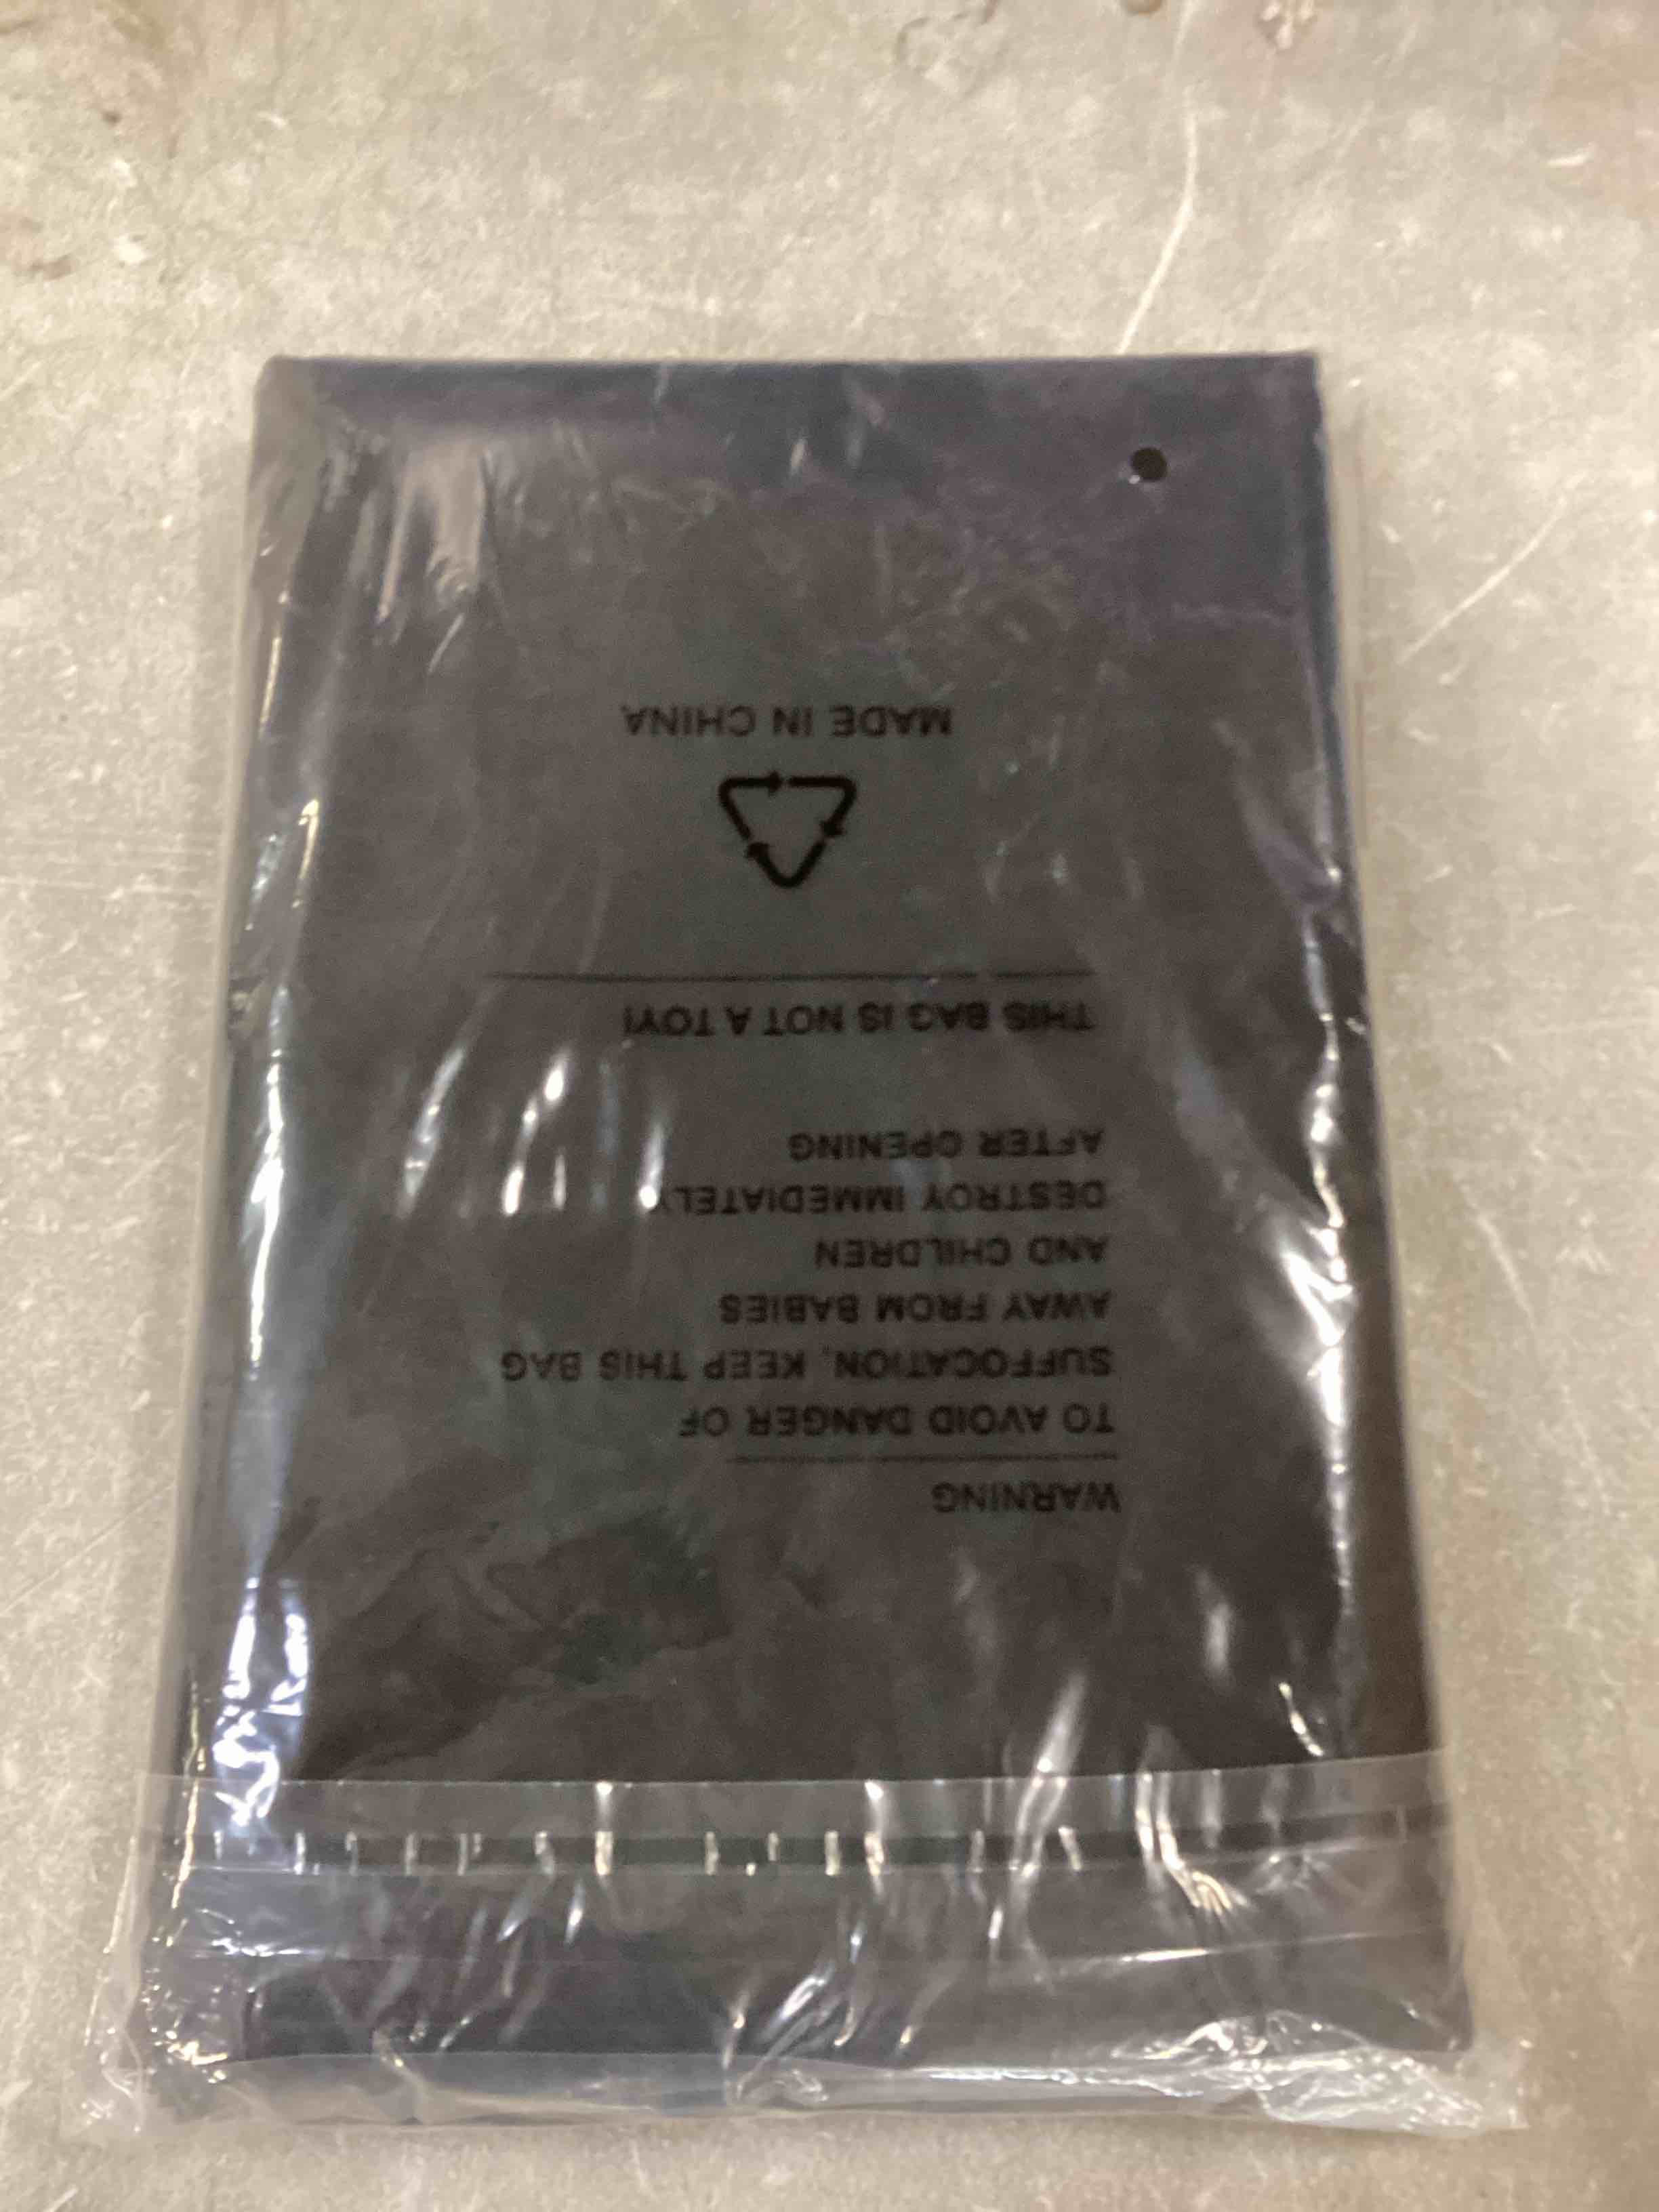 WARNING
TO AVOID DANGER OF
SUFFOCATION, KEEP THIS BAG
AWAY FROM BABIES
AND CHILDREN
DESTROY IMMEDIATELY
AFTER OPENING
THIS BAG IS NOT A TOY!
MADE IN CHINA